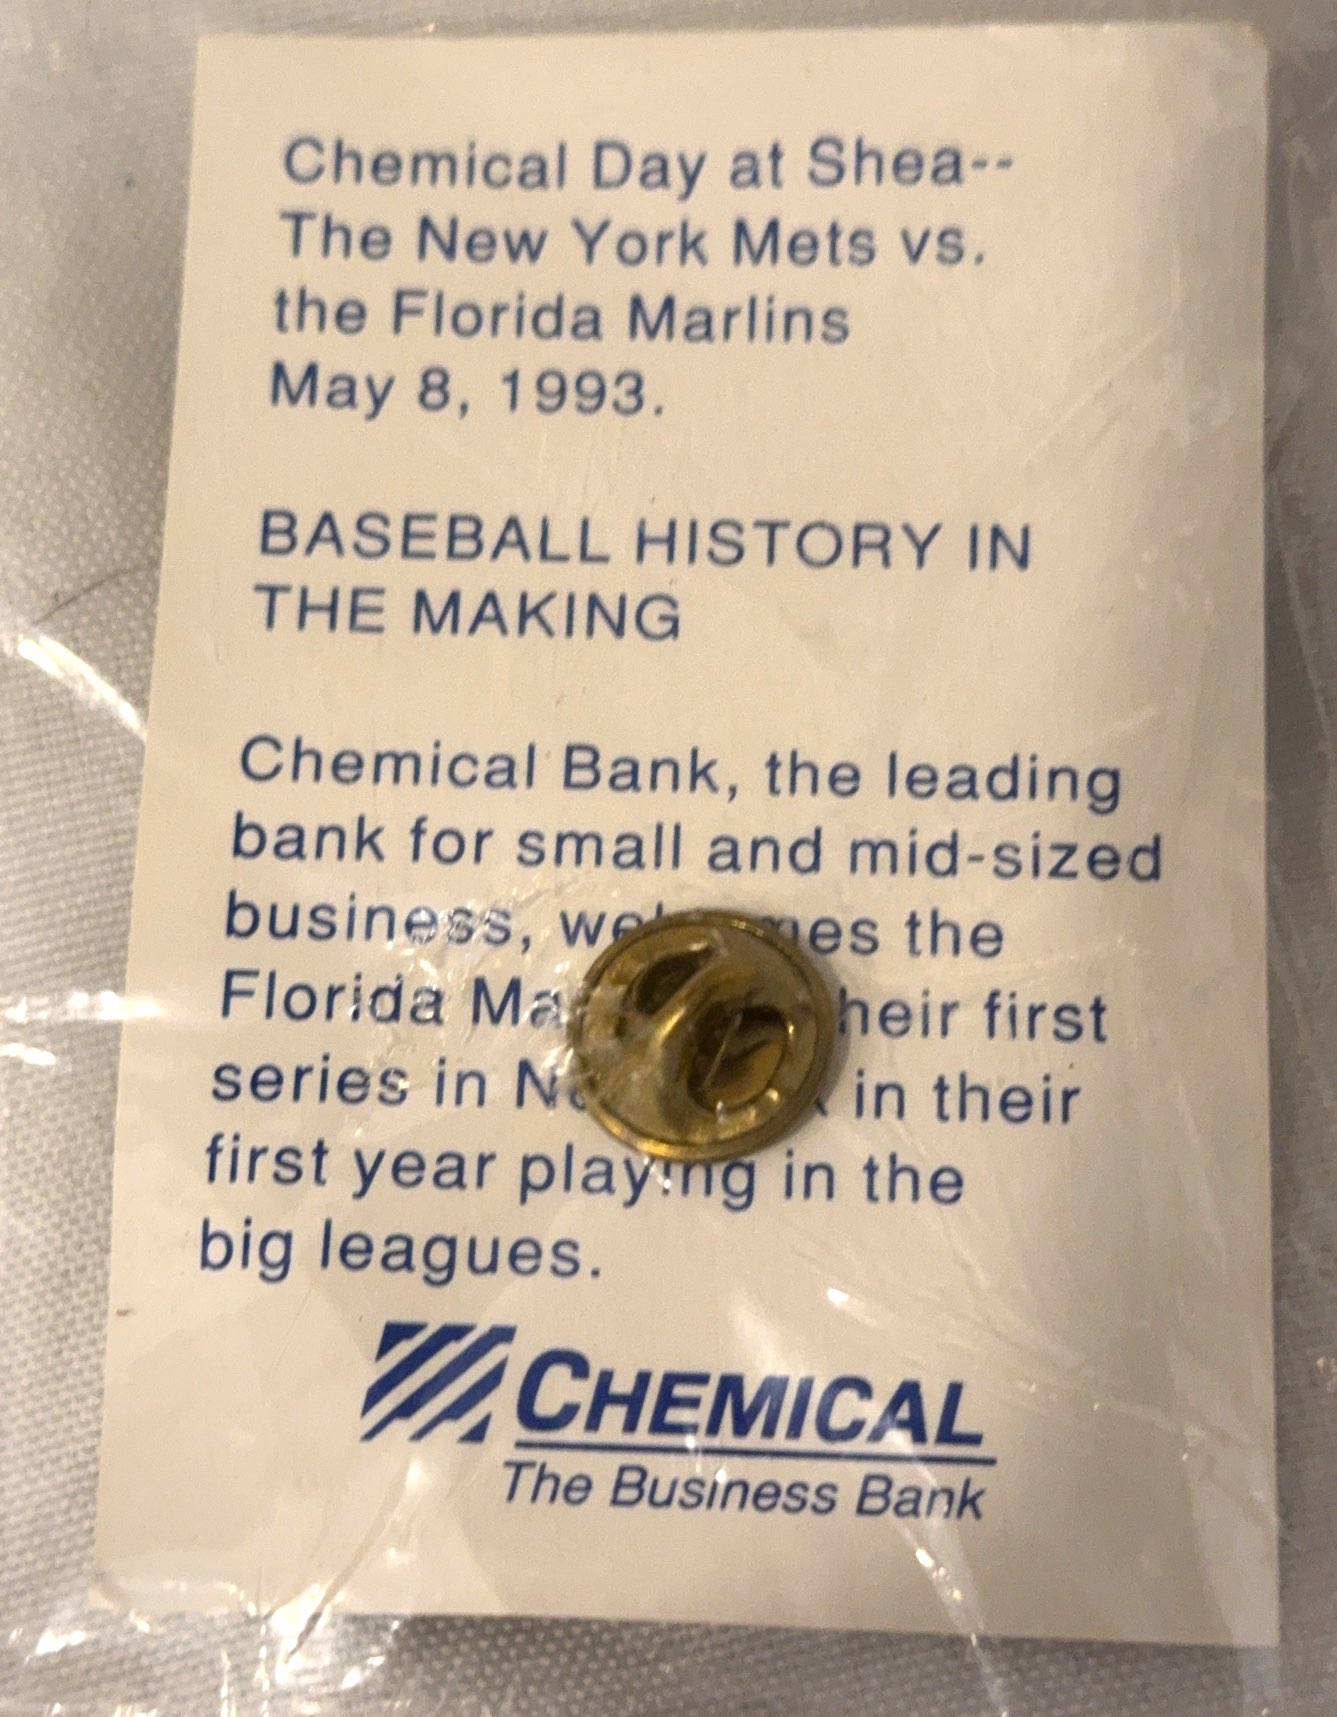 Chemical Day at Shea--
The New York Mets vs.
the Florida Marlins
May 8, 1993.
BASEBALL HISTORY IN
THE MAKING
Chemical Bank, the leading
bank for small and mid-sized
business, the
Florida first
series in in their
first year playing in the
big leagues.
CHEMICAL
The Business Bank